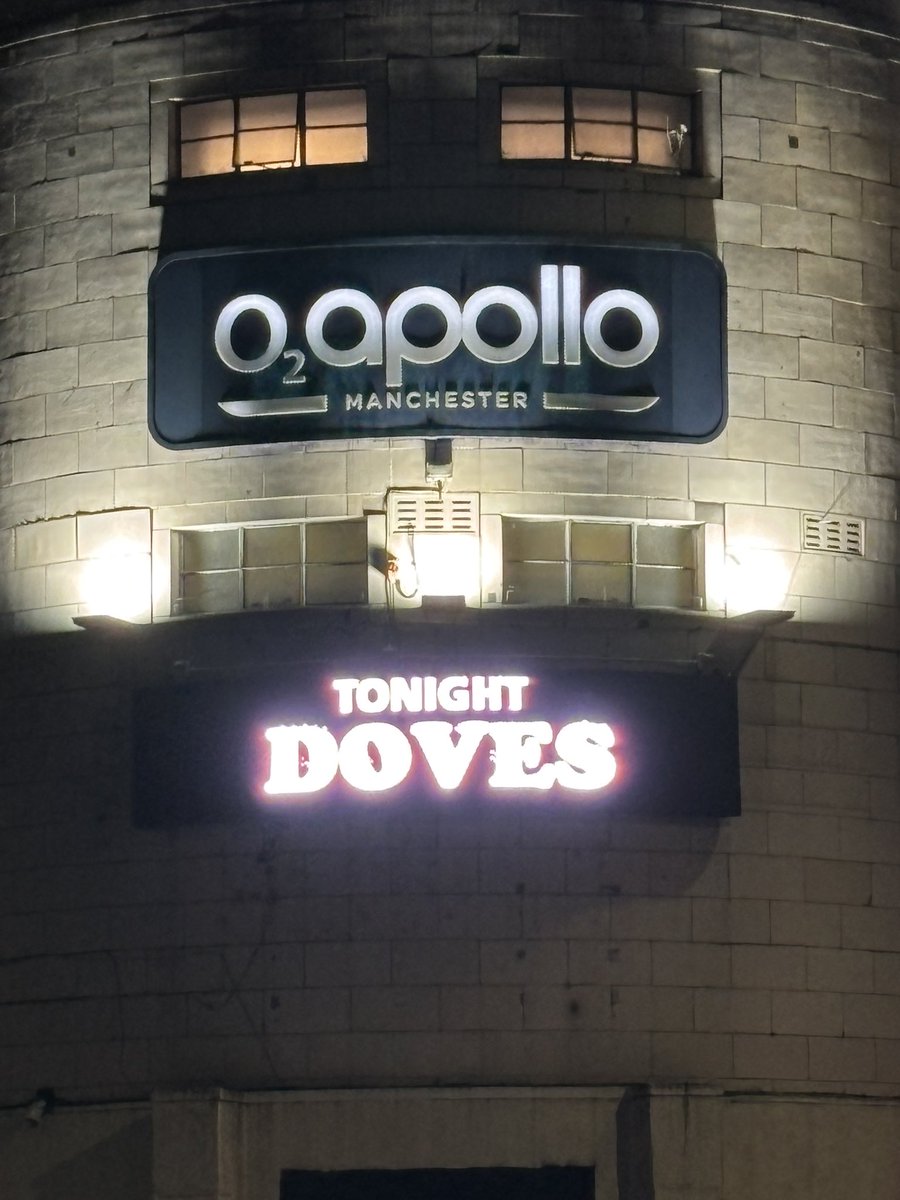 O₂ apollo
MANCHESTER
TONIGHT
DOVES